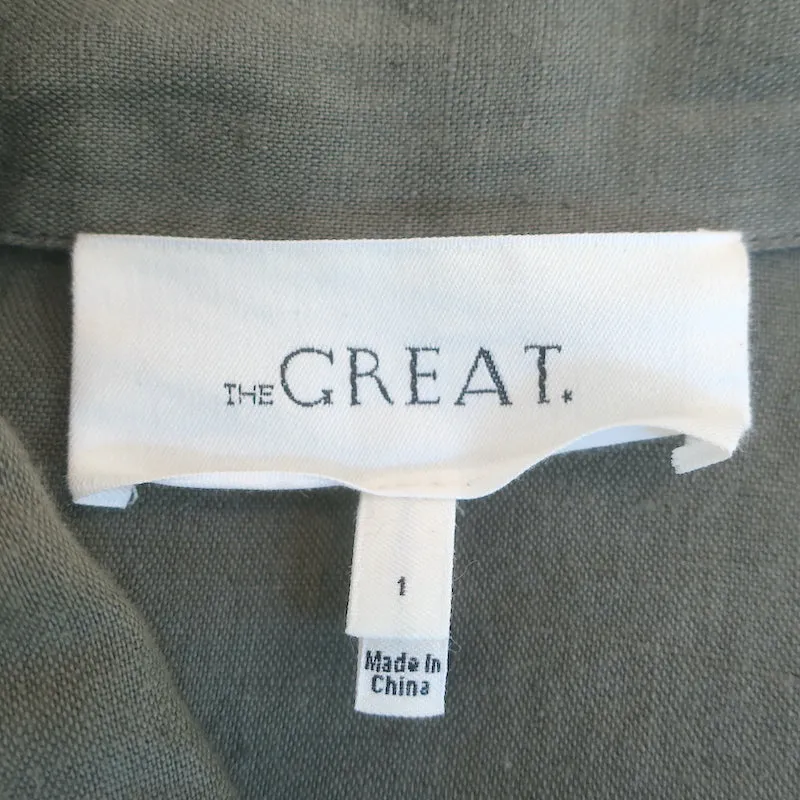 THE GREAT.
1
Made In
China